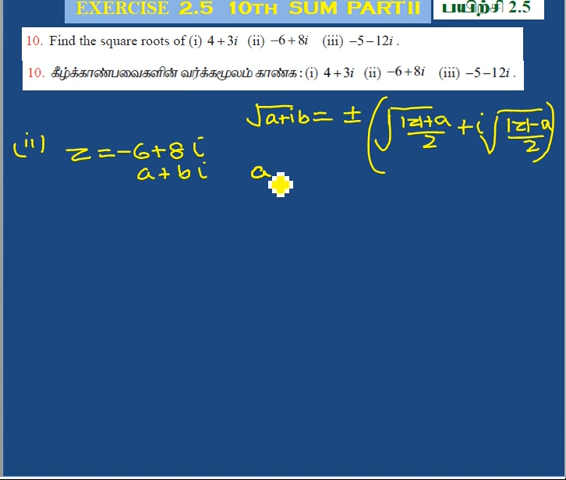 EXERCISE 2.5 10TH SUM PART II பயிற்சி 2.5
10. Find the square roots of (i) 4+3i (ii) −6+8i (iii) −5−12i .
10. கீழ்க்காண்பவைகளின் வர்க்கமூலம் காண்க : (i) 4+3i (ii) −6+8i (iii) −5−12i .
√a+ib = ± (√|z|+a/2 + i √|z|-a/2)
(ii) z = -6+8i
a+bi a